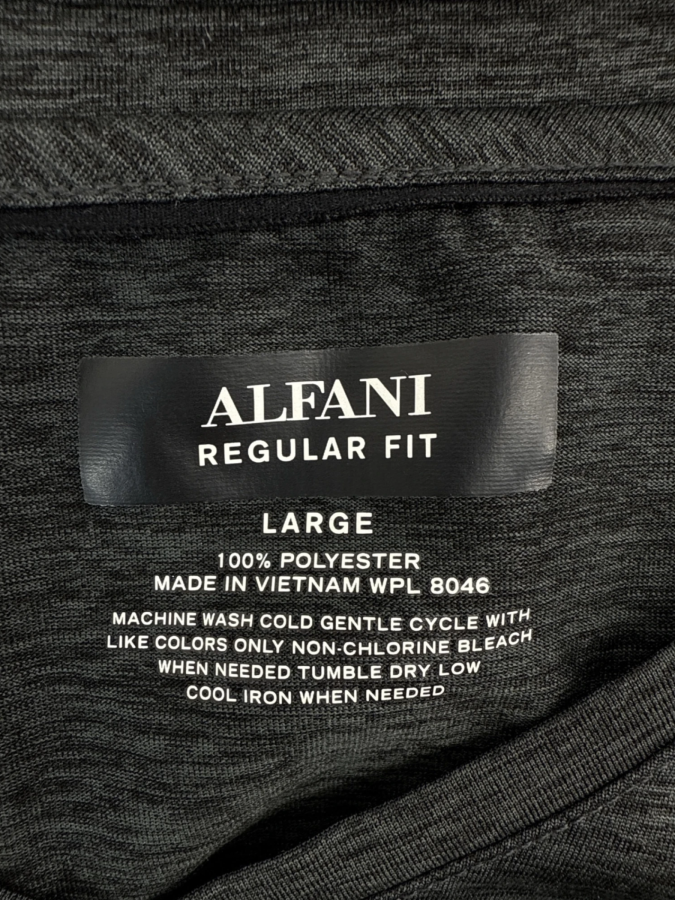 ALFANI
REGULAR FIT
LARGE
100% POLYESTER
MADE IN VIETNAM WPL 8046
MACHINE WASH COLD GENTLE CYCLE WITH
LIKE COLORS ONLY NON-CHLORINE BLEACH
WHEN NEEDED TUMBLE DRY LOW
COOL IRON WHEN NEEDED